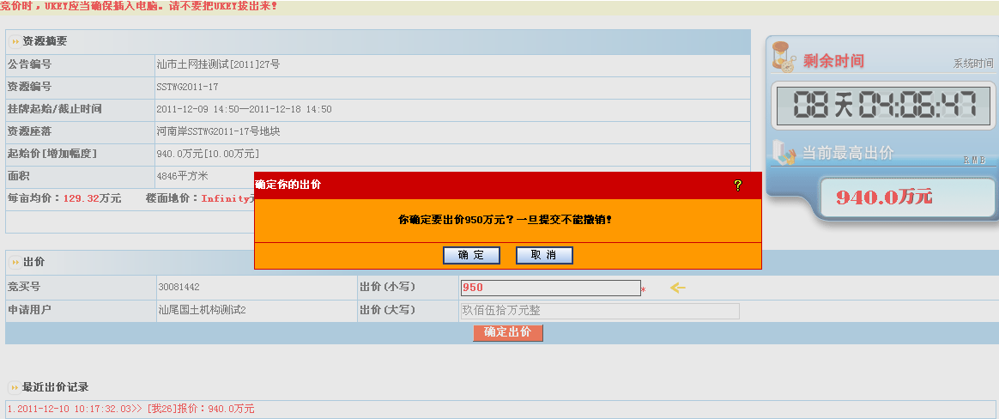 竞价时，UKEY应当确保插入电脑。请不要把UKEY拔出来！
资源摘要
公告编号 汕市土网挂测试[2011]27号
资源编号 SSTWG2011-17
挂牌起始/截止时间 2011-12-09 14:50—2011-12-18 14:50
资源座落 河南岸SSTWG2011-17号地块
起始价[增加幅度] 940.0万元[10.00万元]
面积 4846平方米
每亩均价：129.32万元 楼面地价：Infinity元
剩余时间 系统时间
08天04:06:47
当前最高出价 RMB
940.0万元
确定你的出价 ?
你确定要出价950万元？一旦提交不能撤销！
确 定 取 消
出价
竞买号 30081442 出价(小写) 950 *
申请用户 汕尾国土机构测试2 出价(大写) 玖佰伍拾万元整
确定出价
最近出价记录
1.2011-12-10 10:17:32.03>> [我26]报价：940.0万元